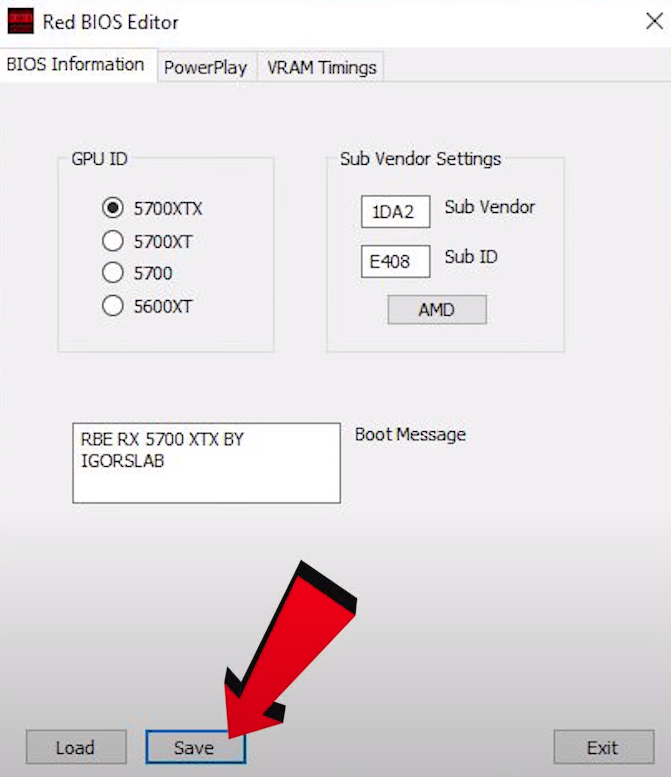 Red BIOS Editor
BIOS Information PowerPlay VRAM Timings
GPU ID
5700XTX
5700XT
5700
5600XT
Sub Vendor Settings
1DA2 Sub Vendor
E408 Sub ID
AMD
RBE RX 5700 XTX BY
IGORSLAB
Boot Message
Load Save Exit